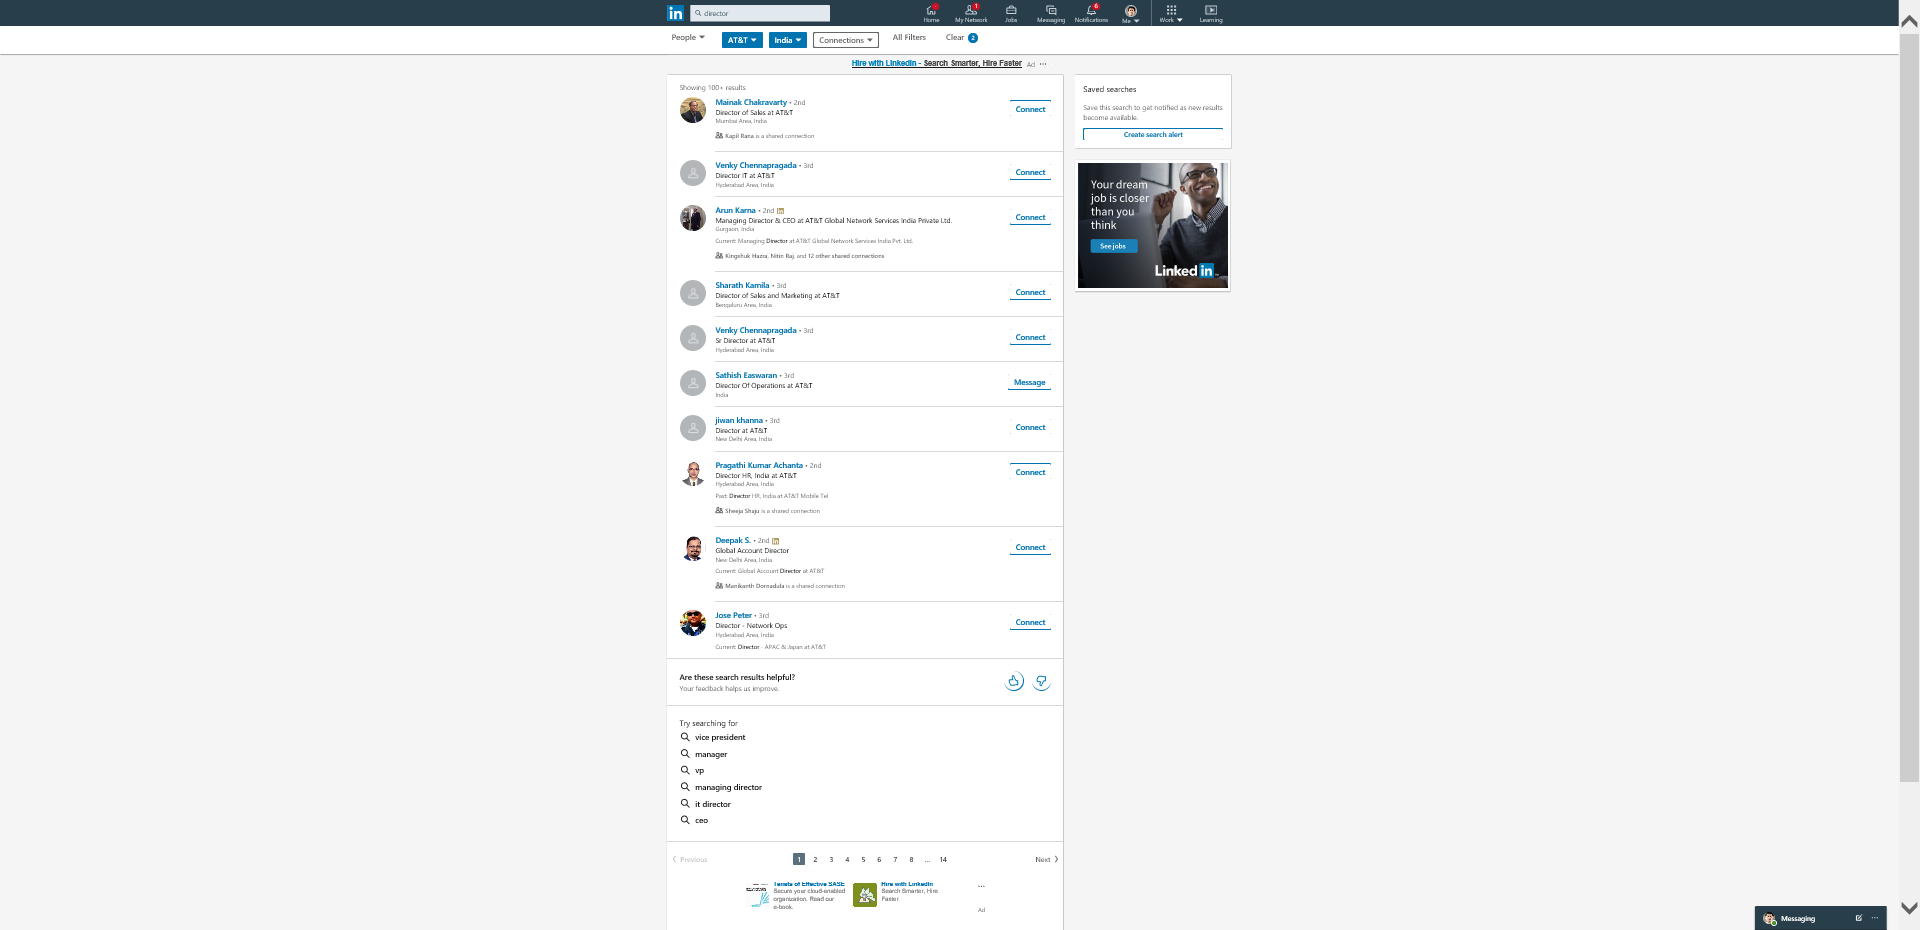 in
director
Home
1
My Network
Jobs
Messaging
6
Notifications
Me
Work
Learning
People
AT&T
India
Connections
All Filters
Clear 2
Hire with LinkedIn - Search Smarter, Hire Faster
Ad ...
Showing 100+ results
Mainak Chakravarty • 2nd
Director of Sales at AT&T
Mumbai Area, India
Kapil Rana is a shared connection
Connect
Venky Chennapragada • 3rd
Director IT at AT&T
Hyderabad Area, India
Connect
Arun Karna • 2nd in
Managing Director & CEO at AT&T Global Network Services India Private Ltd.
Gurgaon, India
Current: Managing Director at AT&T Global Network Services India Pvt. Ltd.
Kingshuk Hazra, Nitin Raj, and 12 other shared connections
Connect
Sharath Kamila • 3rd
Director of Sales and Marketing at AT&T
Bengaluru Area, India
Connect
Venky Chennapragada • 3rd
Sr Director at AT&T
Hyderabad Area, India
Connect
Sathish Easwaran • 3rd
Director Of Operations at AT&T
India
Message
jiwan khanna • 3rd
Director at AT&T
New Delhi Area, India
Connect
Pragathi Kumar Achanta • 2nd
Director HR, India at AT&T
Hyderabad Area, India
Past: Director HR, India at AT&T Mobile Tel
Sheeja Shaju is a shared connection
Connect
Deepak S. • 2nd in
Global Account Director
New Delhi Area, India
Current: Global Account Director at AT&T
Manikanth Dornadula is a shared connection
Connect
Jose Peter • 3rd
Director - Network Ops
Hyderabad Area, India
Current: Director - APAC & Japan at AT&T
Connect
Are these search results helpful?
Your feedback helps us improve.
Try searching for
vice president
manager
vp
managing director
it director
ceo
Previous
1 2 3 4 5 6 7 8 ... 14
Next
Tenets of Effective SASE
Secure your cloud-enabled
organization. Read our
e-book.
Hire with LinkedIn
Search Smarter, Hire
Faster
...
Ad
Saved searches
Save this search to get notified as new results
become available.
Create search alert
Your dream
job is closer
than you
think
See jobs
Linked in
Messaging
...